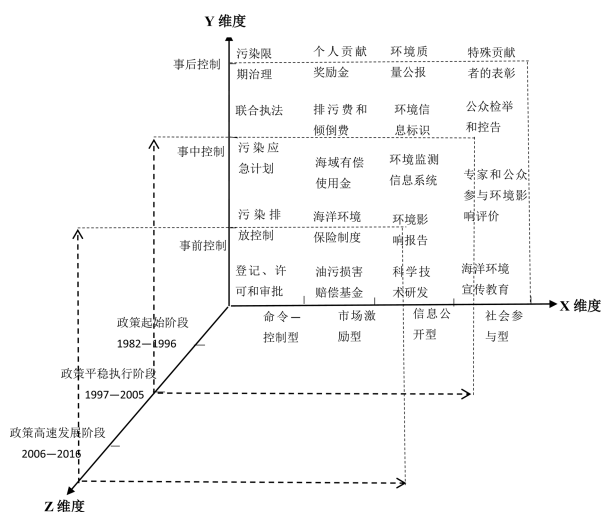 Y 维度
污染限 个人贡献 环境质 特殊贡献
事后控制
期治理 奖励金 量公报 者的表彰
联合执法 排污费和 环境信 公众检举
倾倒费 息标识 和控告
事中控制
污染应 海域有偿 环境监测
急计划 使用金 信息系统
专家和公众
参与环境影
响评价
污染排 海洋环境 环境影
放控制 保险制度 响报告
事前控制
登记、许 油污损害 科学技 海洋环境
可和审批 赔偿基金 术研发 宣传教育
X 维度
命令— 市场激 信息公 社会参
控制型 励型 开型 与型
政策起始阶段
1982—1996
政策平稳执行阶段
1997—2005
政策高速发展阶段
2006—2016
Z 维度